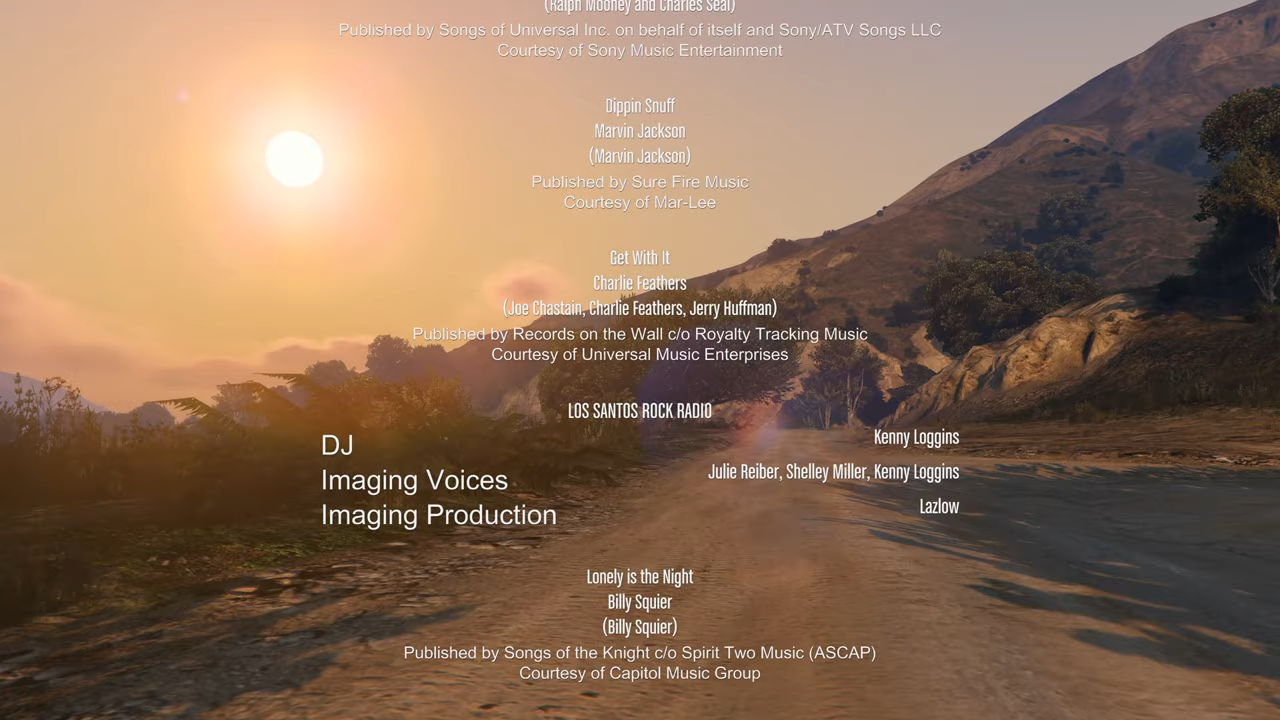 (Ralph Mooney and Charles Seal)
Published by Songs of Universal Inc. on behalf of itself and Sony/ATV Songs LLC
Courtesy of Sony Music Entertainment
Dippin Snuff
Marvin Jackson
(Marvin Jackson)
Published by Sure Fire Music
Courtesy of Mar-Lee
Get With It
Charlie Feathers
(Joe Chastain, Charlie Feathers, Jerry Huffman)
Published by Records on the Wall c/o Royalty Tracking Music
Courtesy of Universal Music Enterprises
LOS SANTOS ROCK RADIO
DJ Kenny Loggins
Imaging Voices Julie Reiber, Shelley Miller, Kenny Loggins
Imaging Production Lazlow
Lonely is the Night
Billy Squier
(Billy Squier)
Published by Songs of the Knight c/o Spirit Two Music (ASCAP)
Courtesy of Capitol Music Group